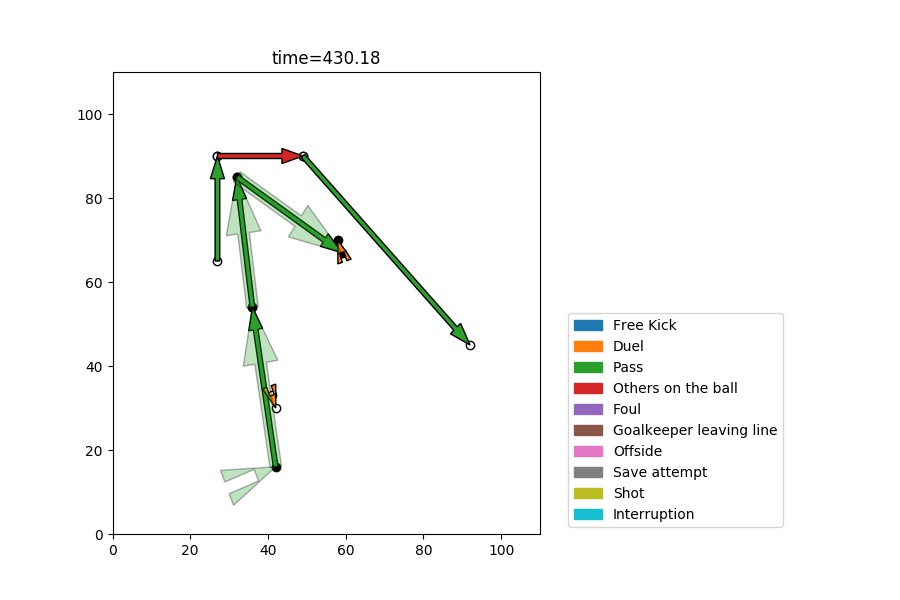 time=430.18
100
80
60
40
20
0
0 20 40 60 80 100
Free Kick
Duel
Pass
Others on the ball
Foul
Goalkeeper leaving line
Offside
Save attempt
Shot
Interruption